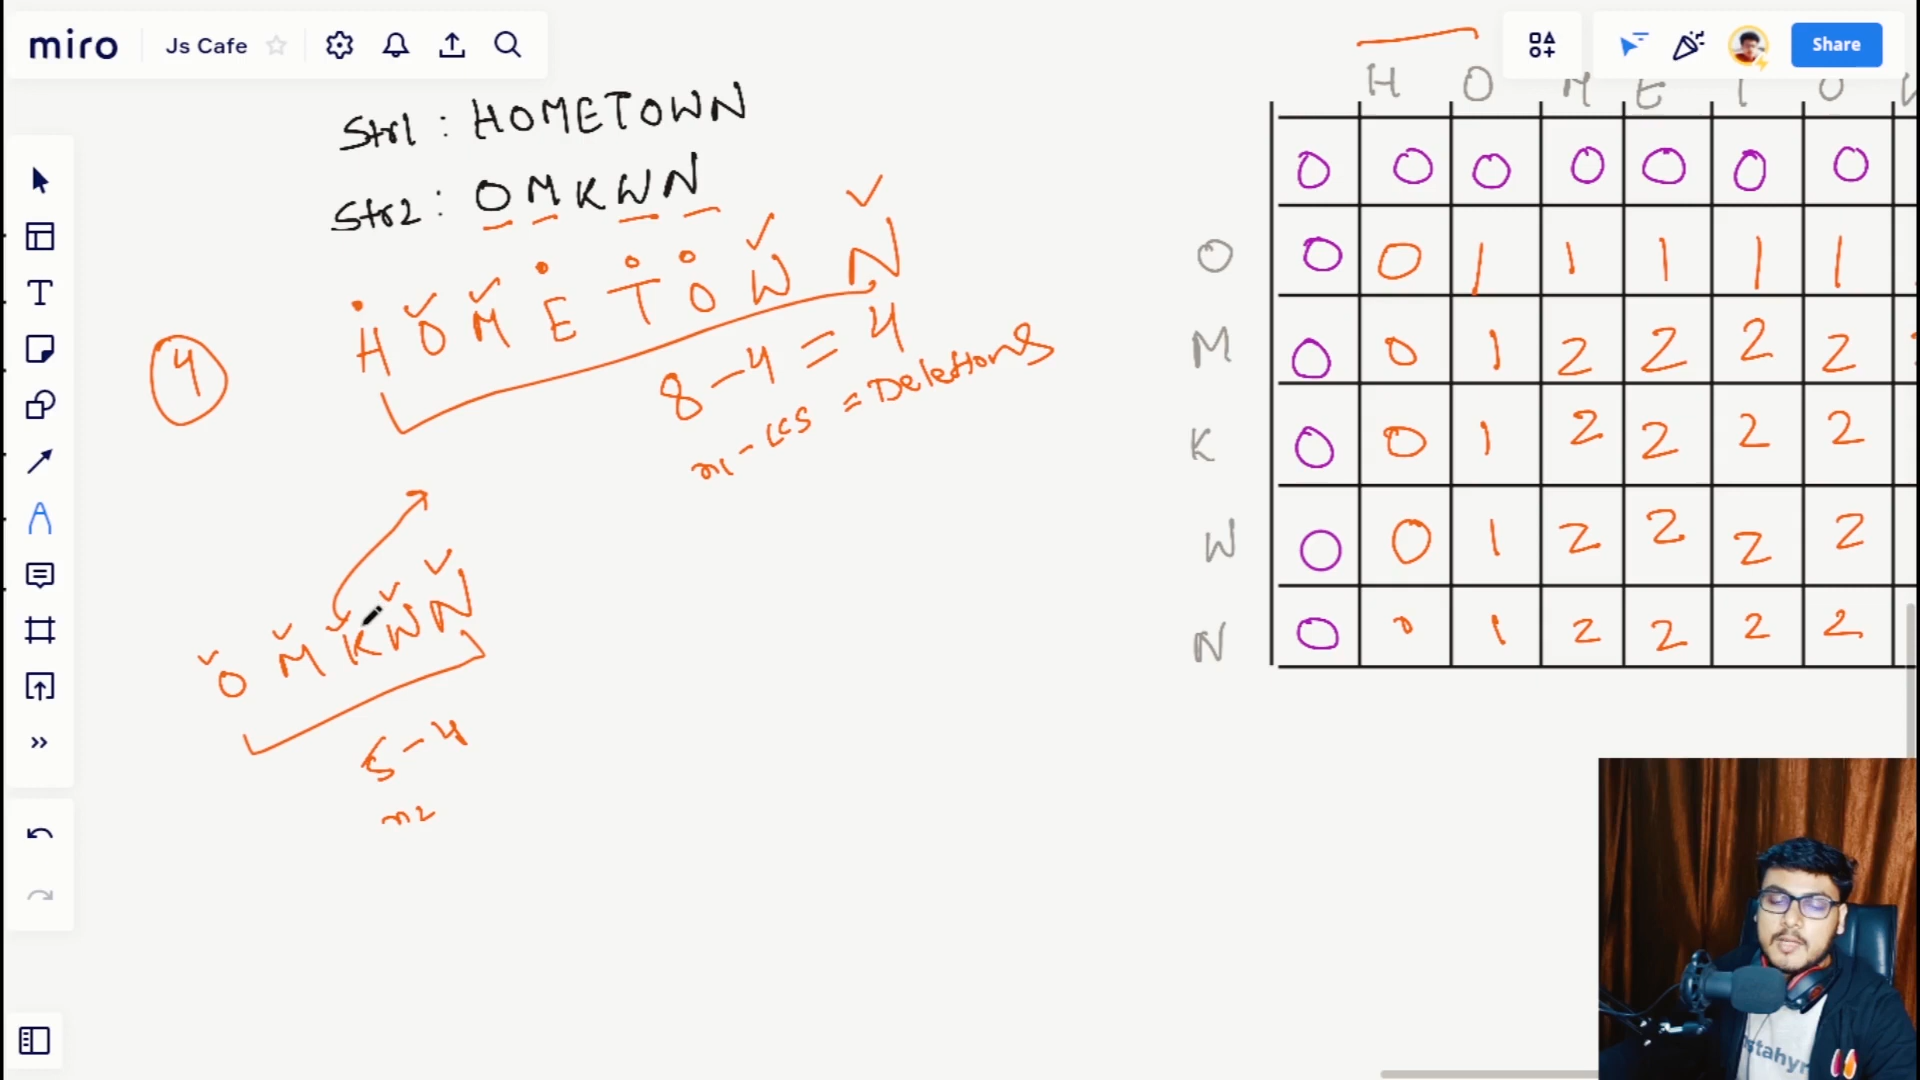 miro Js Cafe Share
Str1 : HOMETOWN
Str2 : OMKWN
H O M E T O W N
4
8 - 4 = 4
n1 - LCS = Deletions
O M K W N
5 - 4
n2
H O M E T O
0 0 0 0 0 0 0
O 0 0 1 1 1 1 1
M 0 0 1 2 2 2 2
K 0 0 1 2 2 2 2
W 0 0 1 2 2 2 2
N 0 0 1 2 2 2 2
stahyr